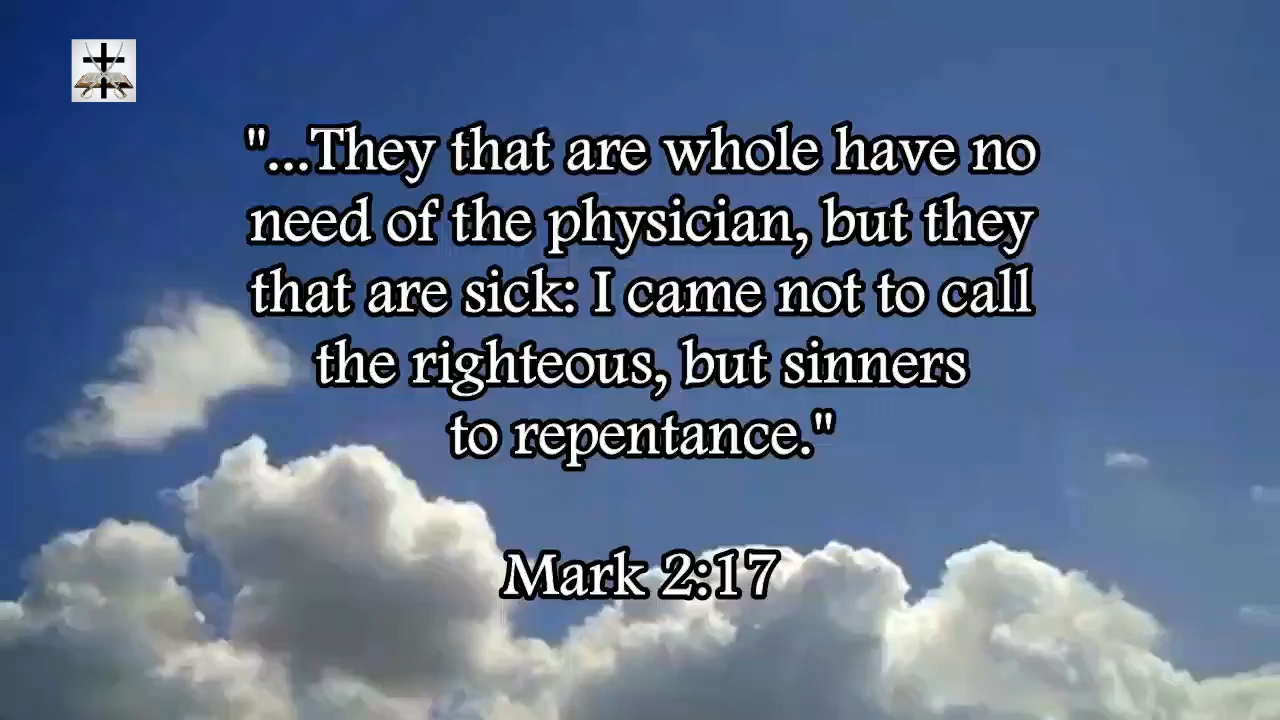 "...They that are whole have no
need of the physician, but they
that are sick: I came not to call
the righteous, but sinners
to repentance."
Mark 2:17